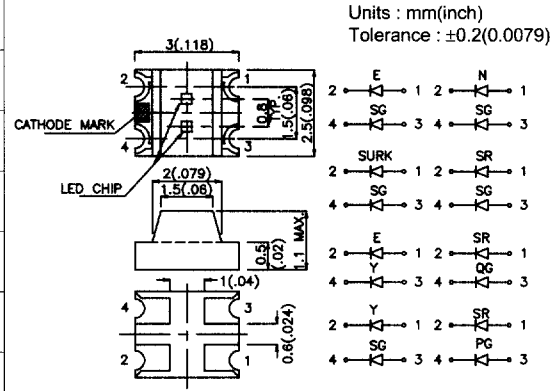 Units : mm(inch)
Tolerance : ±0.2(0.0079)
3(.118)
2 1
0.8 TYP.
1.5(.06)
2.5(.098)
CATHODE MARK
4 3
LED CHIP
2(.079)
1.5(.06)
0.5
(.02)
1.1 MAX.
1(.04)
4 3
0.6(.024)
2 1
E
2 1
SG
4 3
N
2 1
SG
4 3
SURK
2 1
SG
4 3
SR
2 1
SG
4 3
E
2 1
Y
4 3
SR
2 1
QG
4 3
Y
2 1
SG
4 3
SR
2 1
PG
4 3